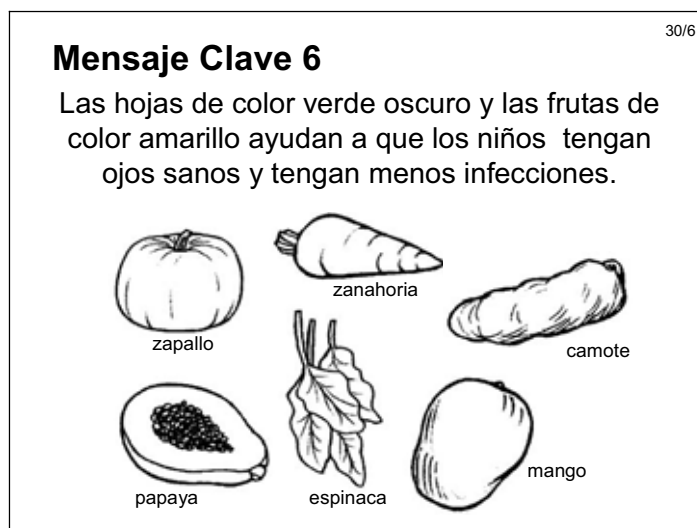 30/6
Mensaje Clave 6
Las hojas de color verde oscuro y las frutas de
color amarillo ayudan a que los niños tengan
ojos sanos y tengan menos infecciones.
zanahoria
zapallo
camote
papaya
espinaca
mango